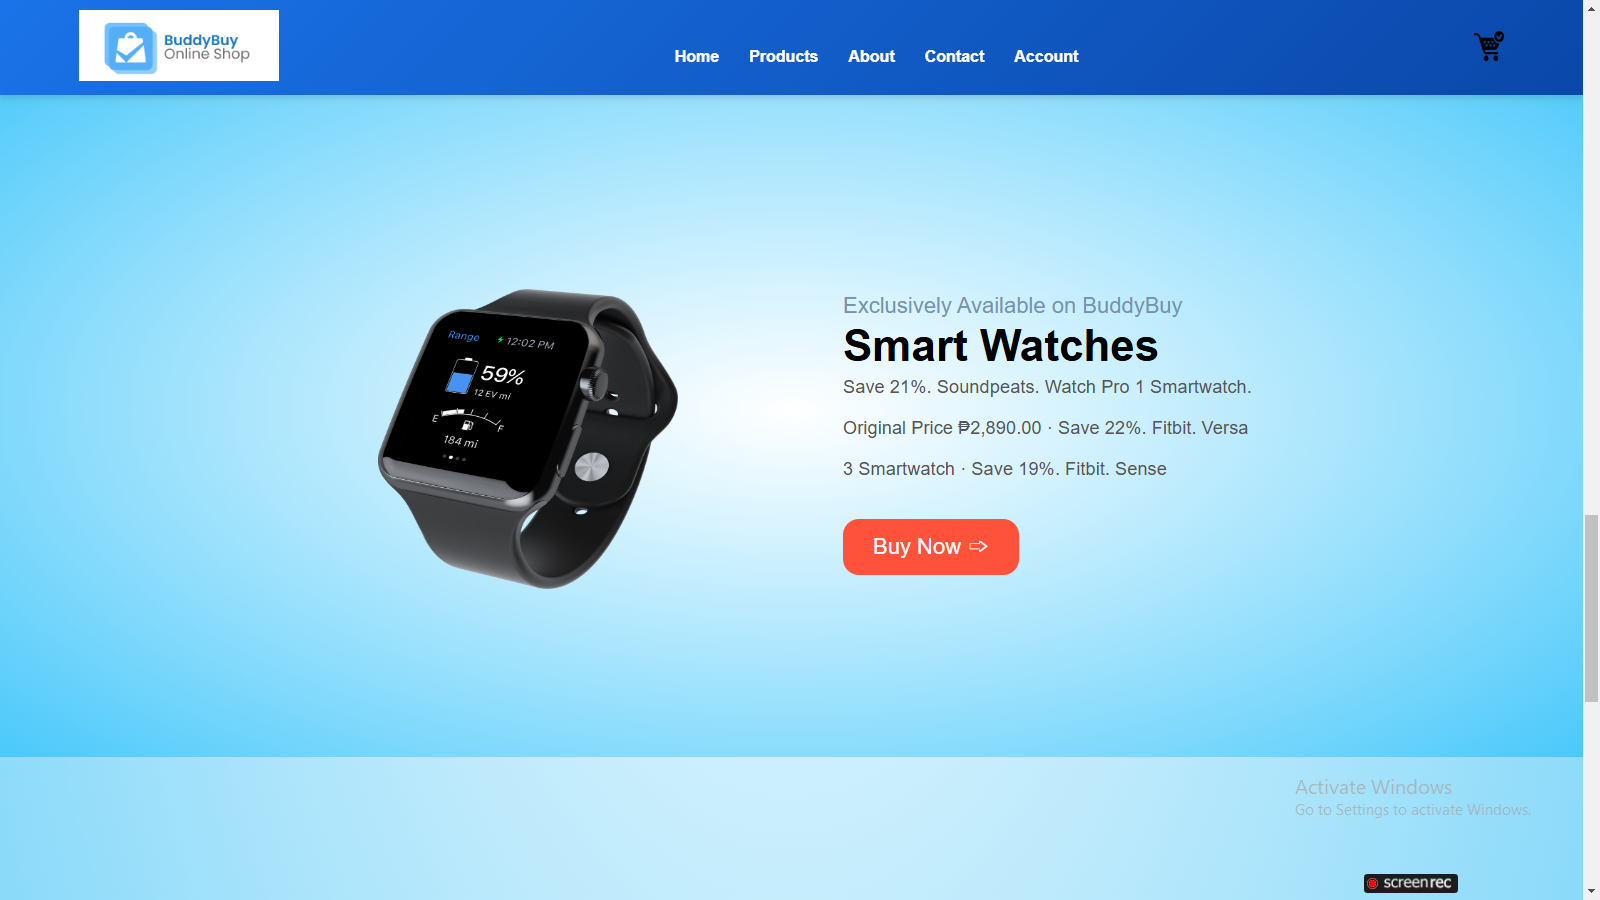 BuddyBuy
Online Shop
Home Products About Contact Account
Range 12:02 PM
59%
12 EV mi
E F
184 mi
Exclusively Available on BuddyBuy
Smart Watches
Save 21%. Soundpeats. Watch Pro 1 Smartwatch.
Original Price ₱2,890.00 · Save 22%. Fitbit. Versa
3 Smartwatch · Save 19%. Fitbit. Sense
Buy Now ⇨
Activate Windows
Go to Settings to activate Windows.
screenrec